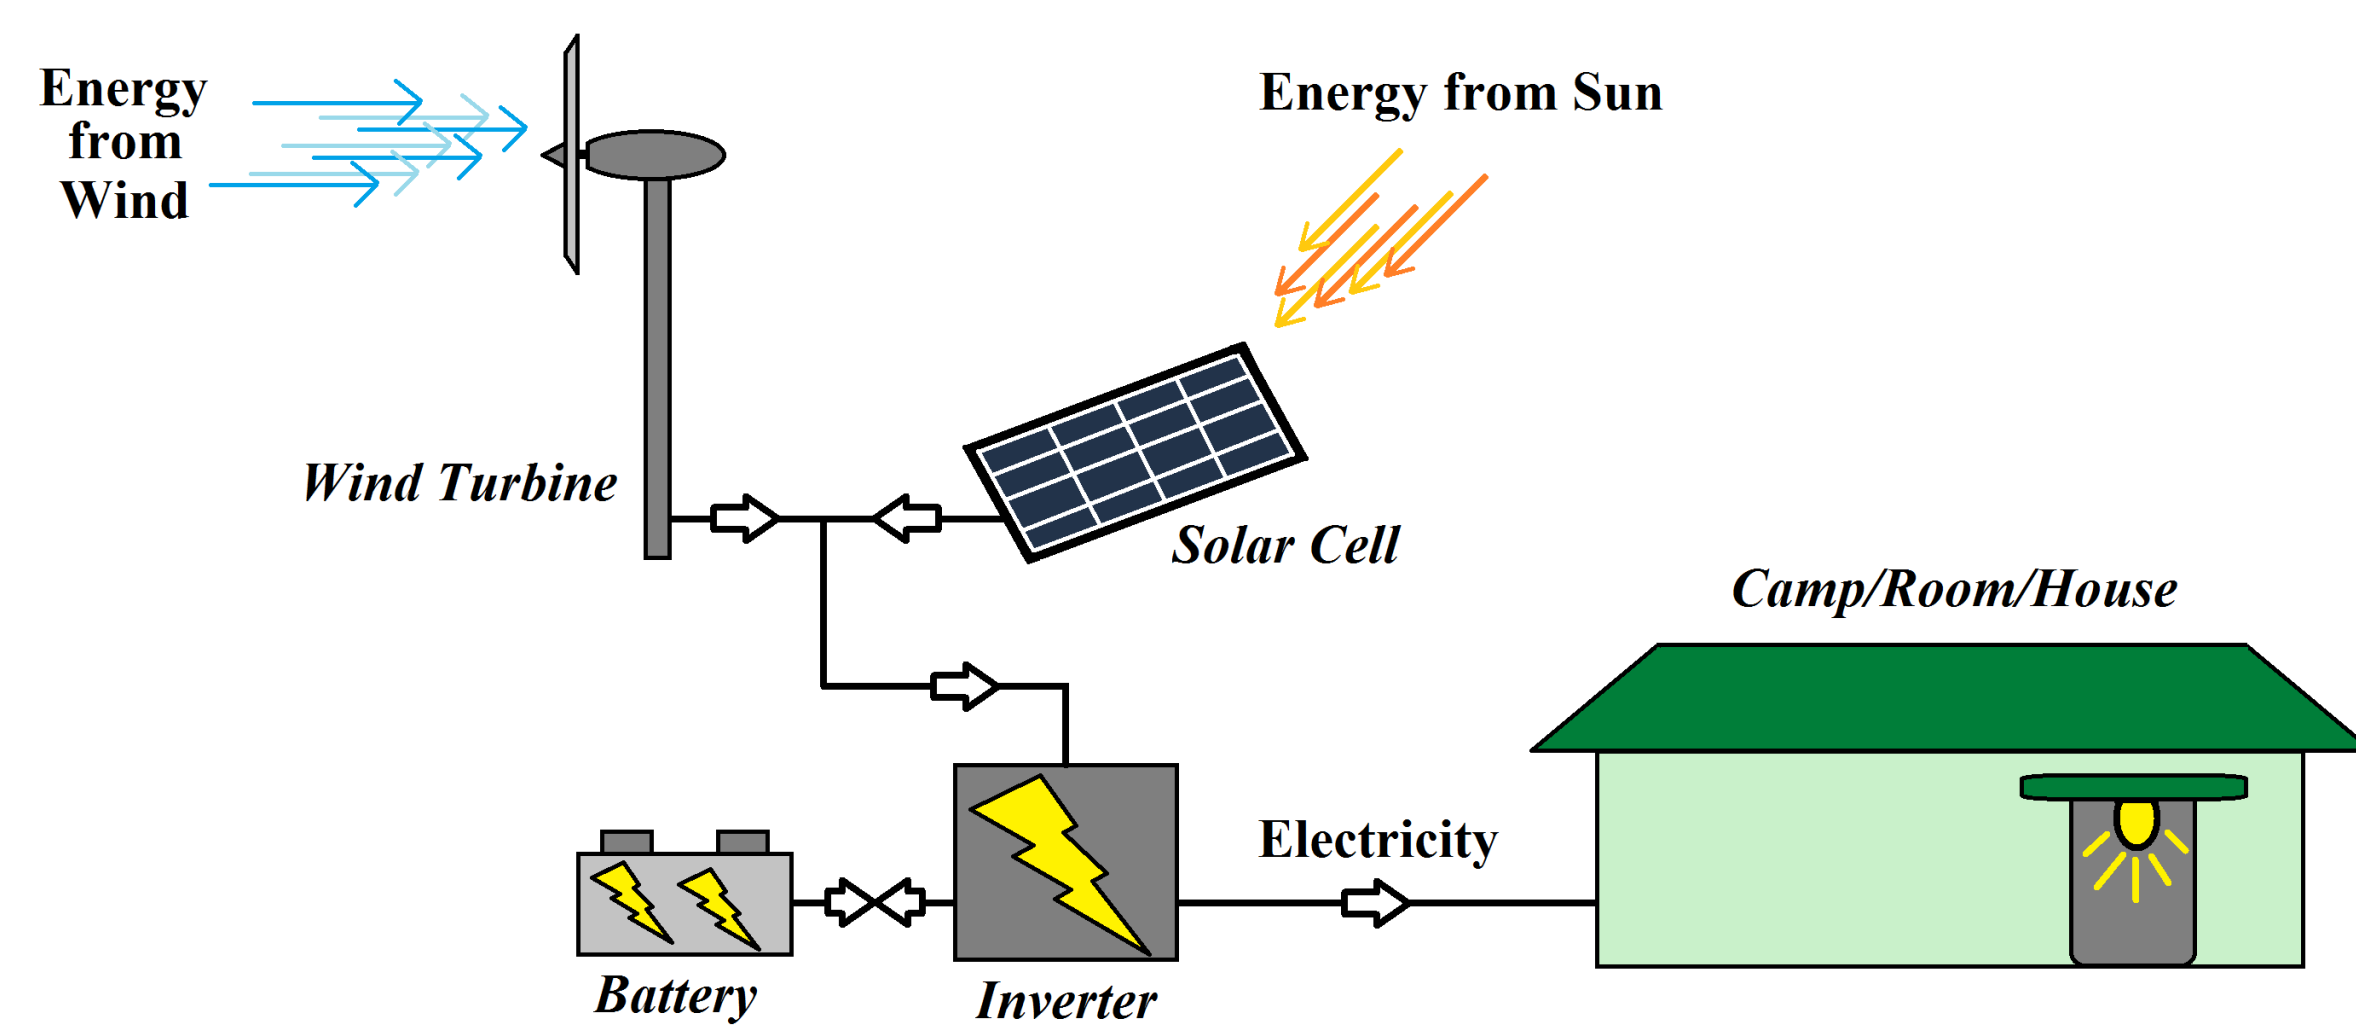 Energy
from
Wind
Energy from Sun
Wind Turbine
Solar Cell
Camp/Room/House
Electricity
Battery
Inverter